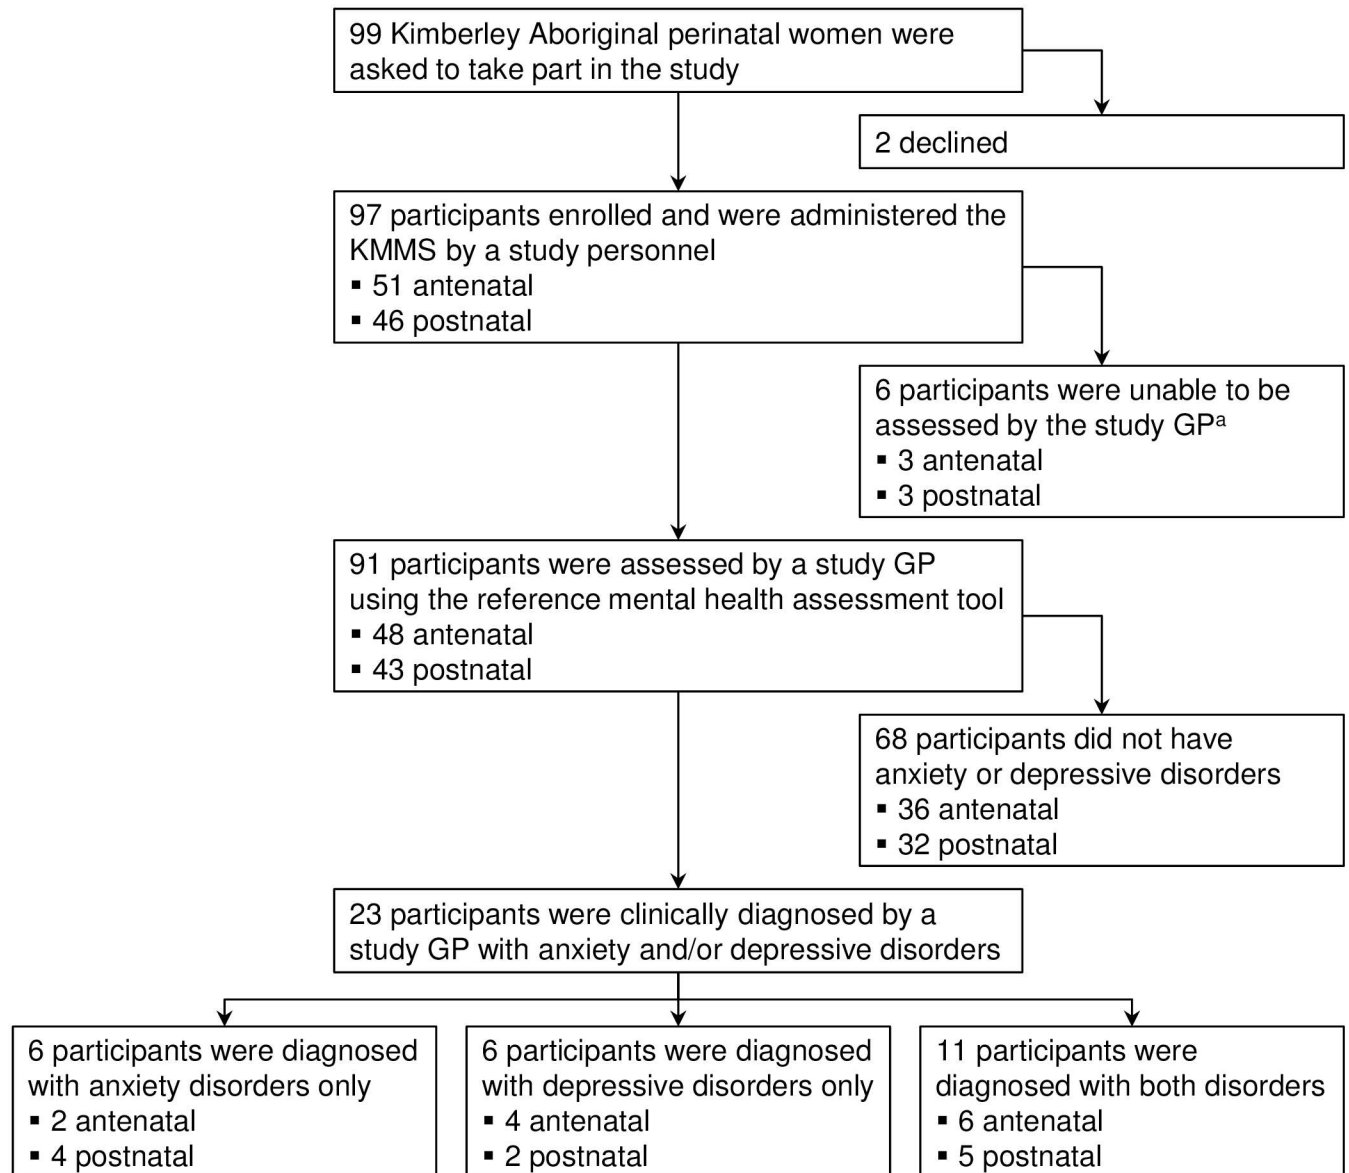 99 Kimberley Aboriginal perinatal women were
asked to take part in the study
2 declined
97 participants enrolled and were administered the
KMMS by a study personnel
▪ 51 antenatal
▪ 46 postnatal
6 participants were unable to be
assessed by the study GPᵃ
▪ 3 antenatal
▪ 3 postnatal
91 participants were assessed by a study GP
using the reference mental health assessment tool
▪ 48 antenatal
▪ 43 postnatal
68 participants did not have
anxiety or depressive disorders
▪ 36 antenatal
▪ 32 postnatal
23 participants were clinically diagnosed by a
study GP with anxiety and/or depressive disorders
6 participants were diagnosed
with anxiety disorders only
▪ 2 antenatal
▪ 4 postnatal
6 participants were diagnosed
with depressive disorders only
▪ 4 antenatal
▪ 2 postnatal
11 participants were
diagnosed with both disorders
▪ 6 antenatal
▪ 5 postnatal